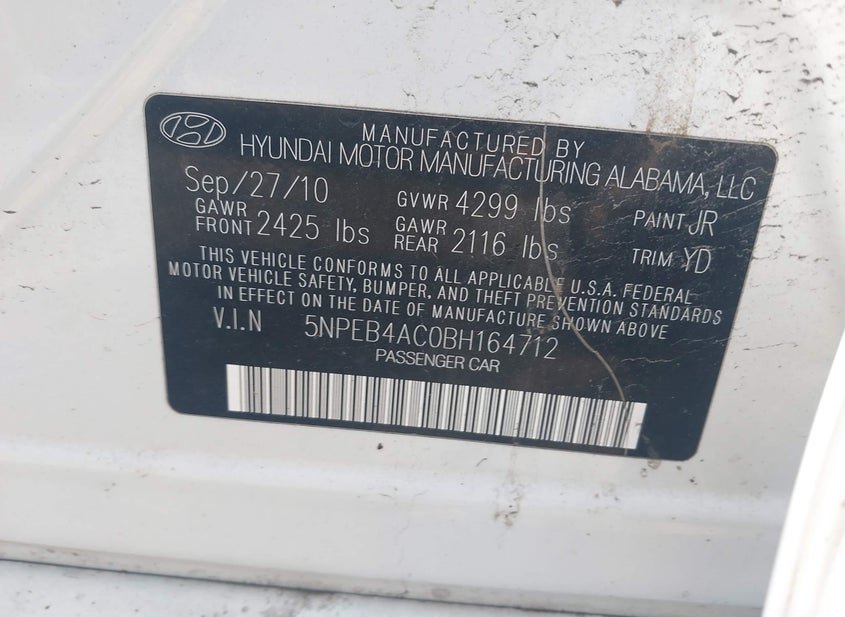 MANUFACTURED BY
HYUNDAI MOTOR MANUFACTURING ALABAMA, LLC
Sep/27/10 GVWR 4299 lbs PAINT JR
GAWR FRONT 2425 lbs GAWR REAR 2116 lbs TRIM YD
THIS VEHICLE CONFORMS TO ALL APPLICABLE U.S.A. FEDERAL
MOTOR VEHICLE SAFETY, BUMPER, AND THEFT PREVENTION STANDARDS
IN EFFECT ON THE DATE OF MANUFACTURE SHOWN ABOVE
V.I.N 5NPEB4AC0BH164712
PASSENGER CAR